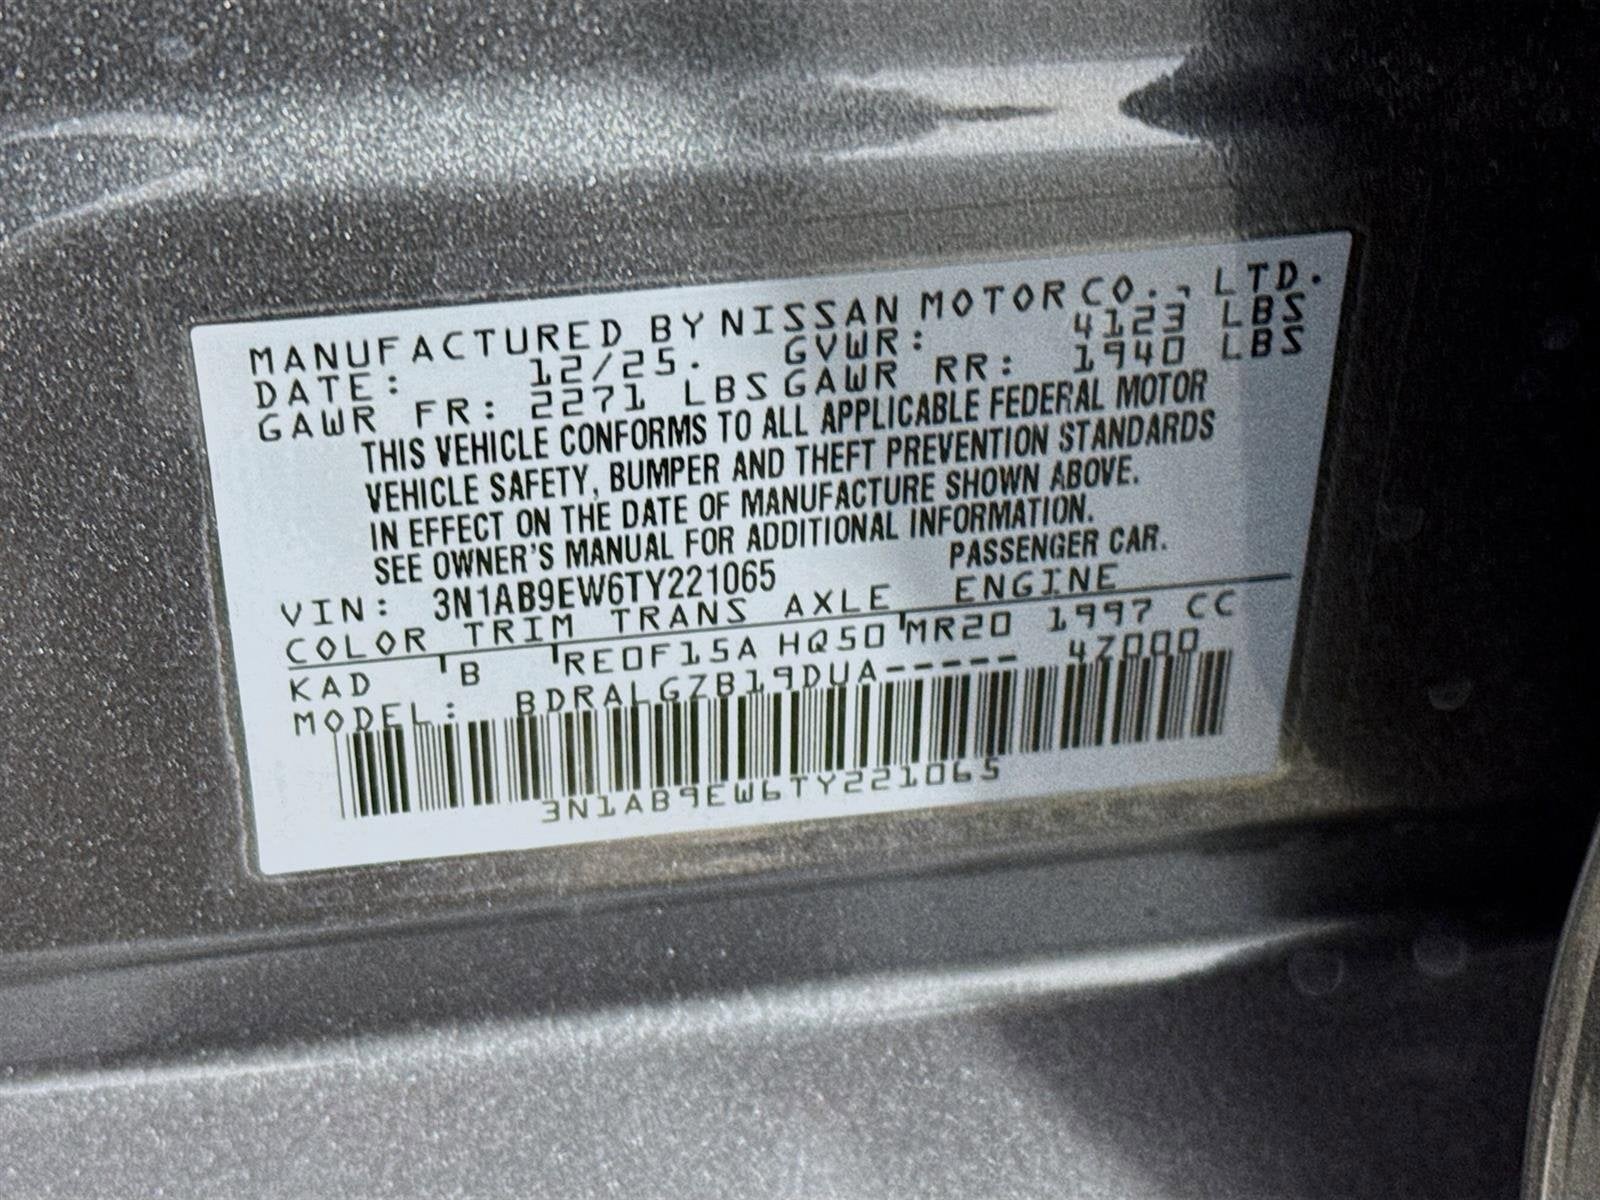 MANUFACTURED BY NISSAN MOTOR CO., LTD.
DATE: 12/25. GVWR: 4123 LBS
GAWR FR: 2271 LBS GAWR RR: 1940 LBS
THIS VEHICLE CONFORMS TO ALL APPLICABLE FEDERAL MOTOR
VEHICLE SAFETY, BUMPER AND THEFT PREVENTION STANDARDS
IN EFFECT ON THE DATE OF MANUFACTURE SHOWN ABOVE.
SEE OWNER'S MANUAL FOR ADDITIONAL INFORMATION.
VIN: 3N1AB9EW6TY221065 PASSENGER CAR.
COLOR TRIM TRANS AXLE ENGINE
KAD B RE0F15A HQ50 MR20 1997 CC
MODEL: BDRALGZB19DUA----- 4Z000
3N1AB9EW6TY221065